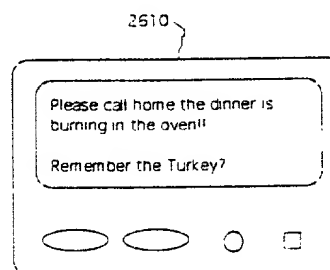 2610
Please call home the dinner is
burning in the oven!!
Remember the Turkey?